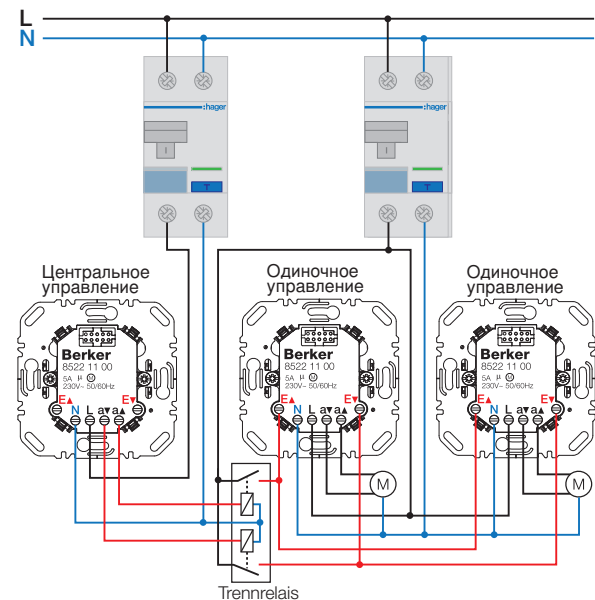 L
N
:hager
:hager
I
I
T
T
Центральное
управление
Одиночное
управление
Одиночное
управление
Berker
8522 11 00
5A µ M
230V~ 50/60Hz
E▲ E▼
N L a▼ a▲
Berker
8522 11 00
5A µ M
230V~ 50/60Hz
E▲ E▼
N L a▼ a▲
Berker
8522 11 00
5A µ M
230V~ 50/60Hz
E▲ E▼
N L a▼ a▲
M
M
Trennrelais